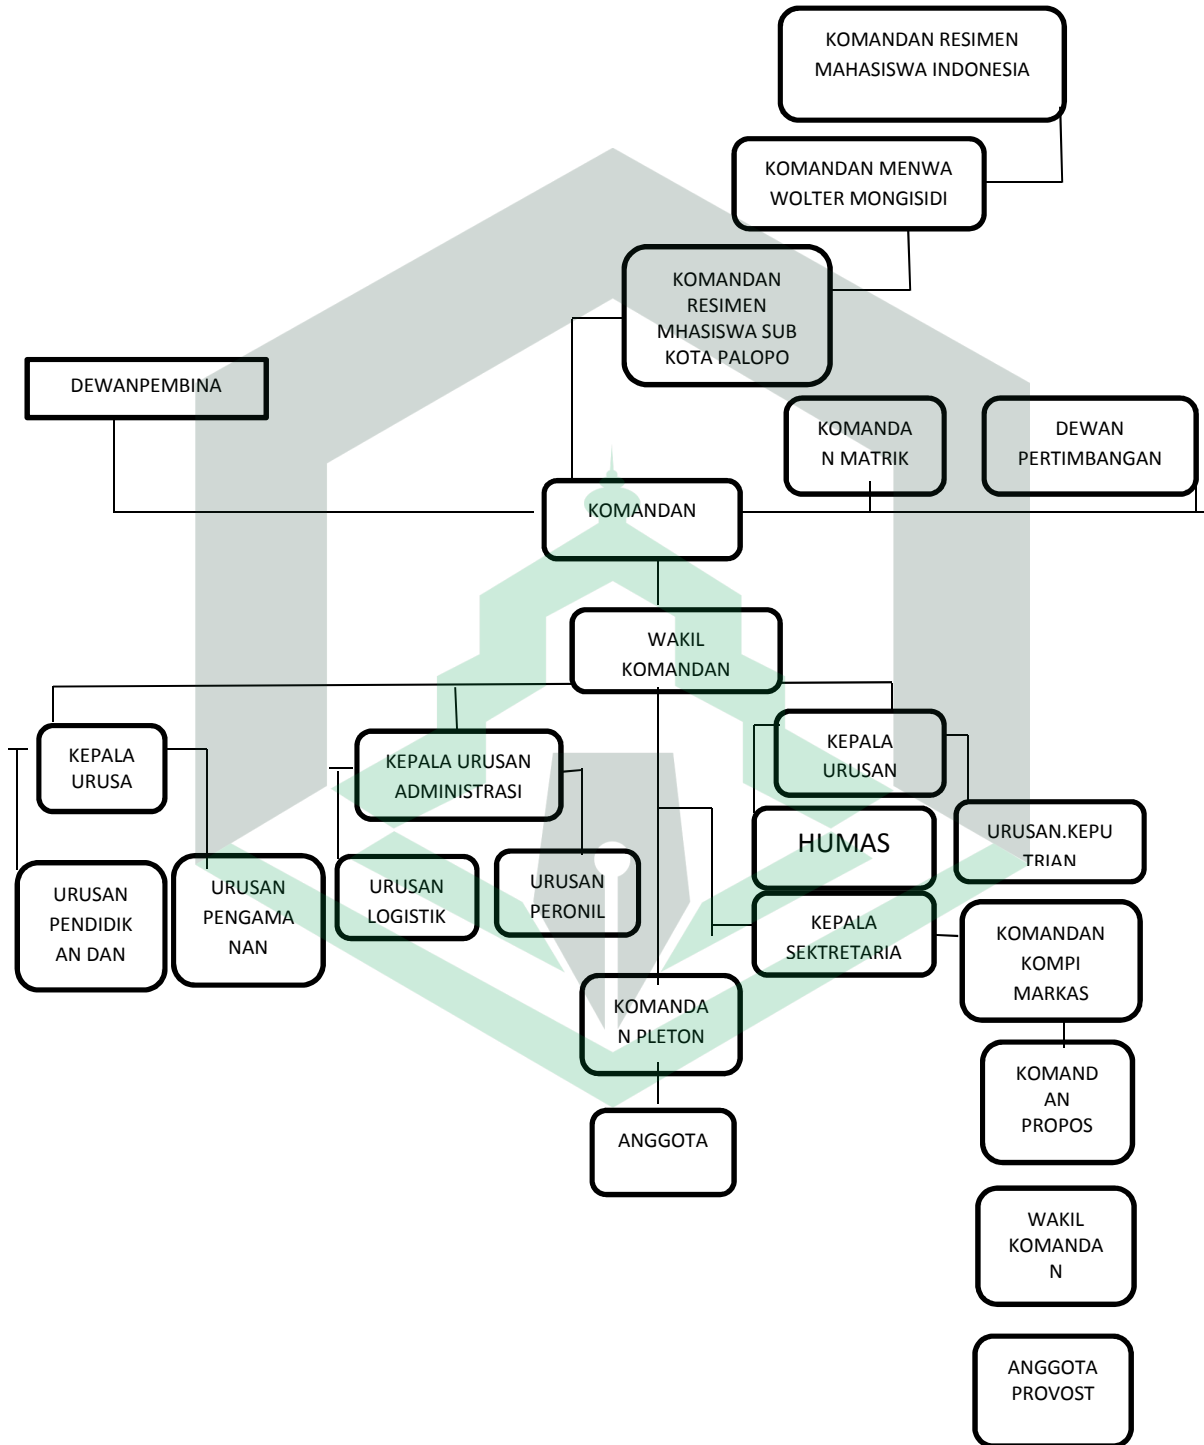 KOMANDAN RESIMEN
MAHASISWA INDONESIA
KOMANDAN MENWA
WOLTER MONGISIDI
KOMANDAN
RESIMEN
MHASISWA SUB
KOTA PALOPO
DEWANPEMBINA
KOMANDA
N MATRIK
DEWAN
PERTIMBANGAN
KOMANDAN
WAKIL
KOMANDAN
KEPALA
URUSA
KEPALA URUSAN
ADMINISTRASI
KEPALA
URUSAN
HUMAS
URUSAN.KEPU
TRIAN
URUSAN
PENDIDIK
AN DAN
URUSAN
PENGAMA
NAN
URUSAN
LOGISTIK
URUSAN
PERONIL
KEPALA
SEKTRETARIA
KOMANDAN
KOMPI
MARKAS
KOMANDA
N PLETON
KOMAND
AN
PROPOS
ANGGOTA
WAKIL
KOMANDA
N
ANGGOTA
PROVOST